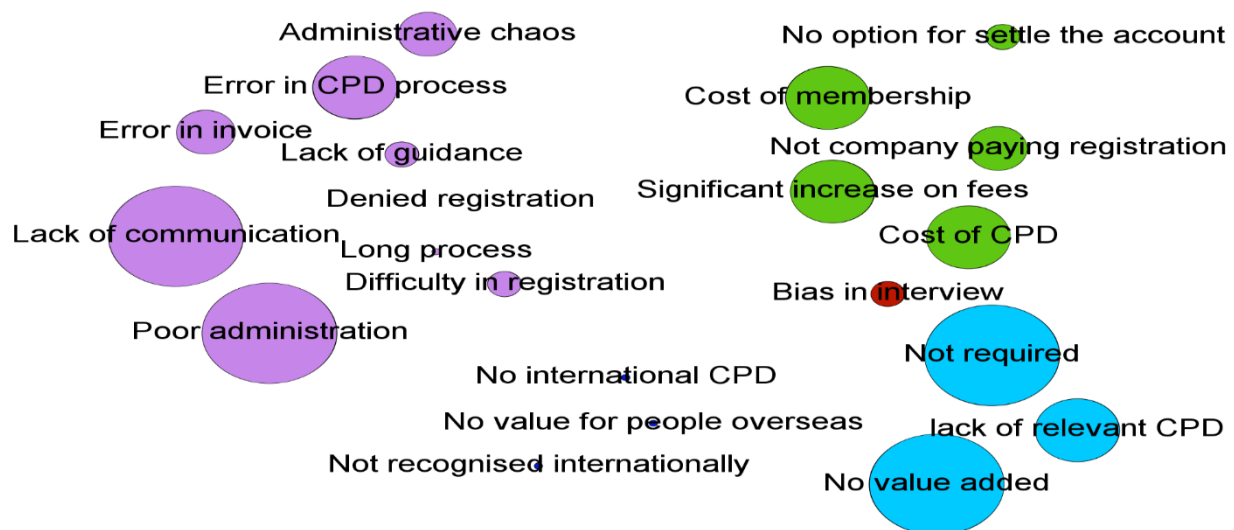 Administrative chaos
Error in CPD process
Error in invoice
Lack of guidance
Denied registration
Lack of communication
Long process
Difficulty in registration
Poor administration
No option for settle the account
Cost of membership
Not company paying registration
Significant increase on fees
Cost of CPD
Bias in interview
Not required
lack of relevant CPD
No value added
No international CPD
No value for people overseas
Not recognised internationally